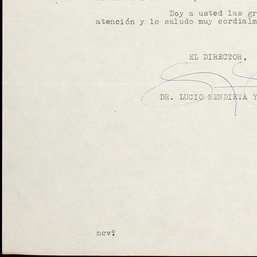 Doy a usted las gr
atención y lo saludo muy cordialm
EL DIRECTOR,
DR. LUCIO MENDIETA Y
mcv